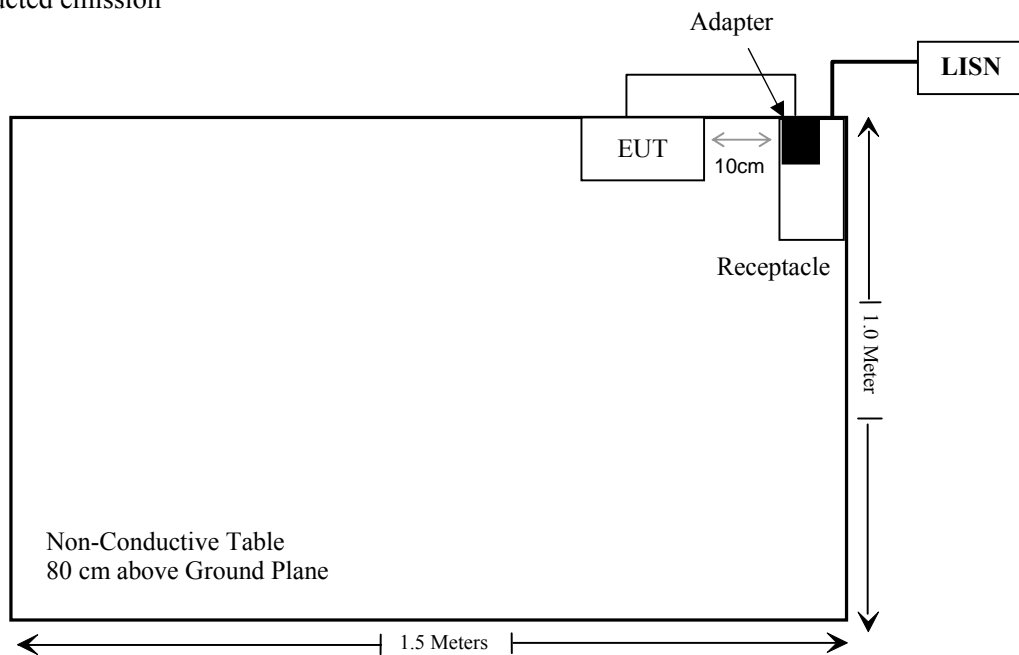 Adapter
LISN
EUT
10cm
Receptacle
1.0 Meter
Non-Conductive Table
80 cm above Ground Plane
1.5 Meters